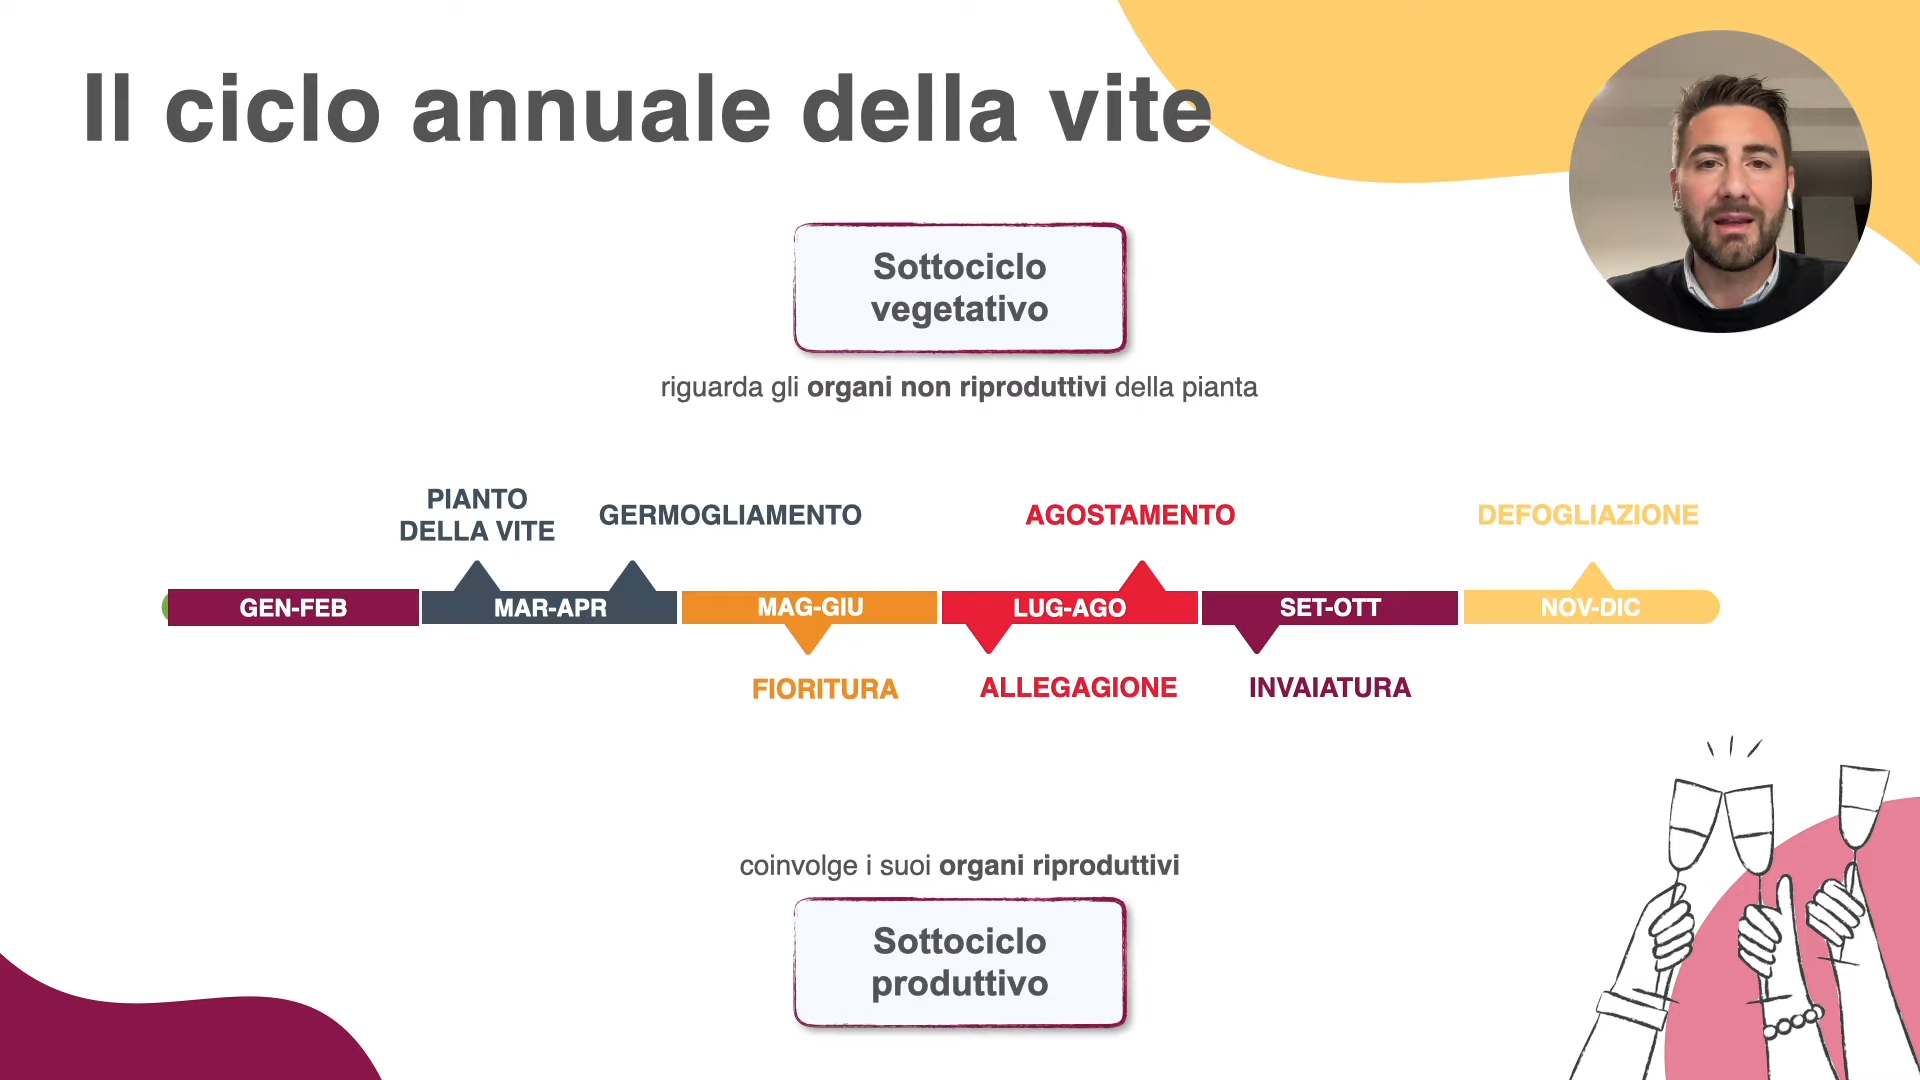 Il ciclo annuale della vite
Sottociclo
vegetativo
riguarda gli organi non riproduttivi della pianta
PIANTO
DELLA VITE
GERMOGLIAMENTO
AGOSTAMENTO
DEFOGLIAZIONE
GEN-FEB
MAR-APR
MAG-GIU
LUG-AGO
SET-OTT
NOV-DIC
FIORITURA
ALLEGAGIONE
INVAIATURA
coinvolge i suoi organi riproduttivi
Sottociclo
produttivo